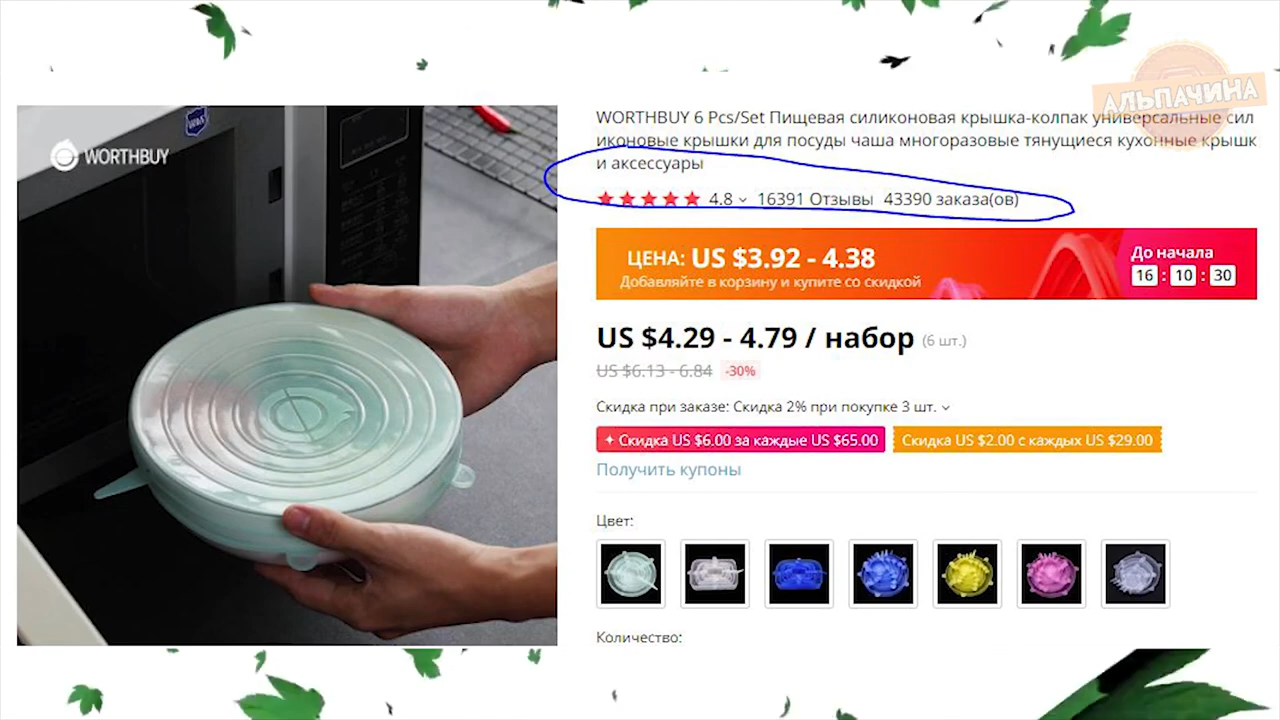 АЛЬПАЧИНА
WORTHBUY
WORTHBUY 6 Pcs/Set Пищевая силиконовая крышка-колпак универсальные сил
иконовые крышки для посуды чаша многоразовые тянущиеся кухонные крышк
и аксессуары
4.8 16391 Отзывы 43390 заказа(ов)
ЦЕНА: US $3.92 - 4.38
Добавляйте в корзину и купите со скидкой
До начала
16 : 10 : 30
US $4.29 - 4.79 / набор (6 шт.)
US $6.13 - 6.84 -30%
Скидка при заказе: Скидка 2% при покупке 3 шт.
Скидка US $6.00 за каждые US $65.00 Скидка US $2.00 с каждых US $29.00
Получить купоны
Цвет:
Количество: